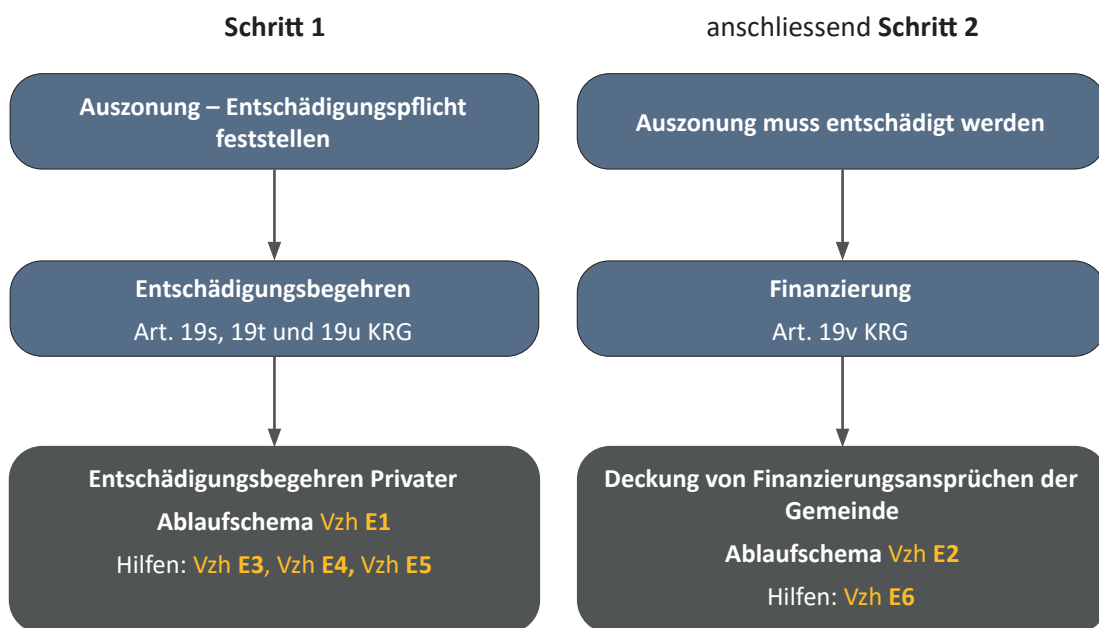 Schritt 1
Auszonung – Entschädigungspflicht
feststellen
Entschädigungsbegehren
Art. 19s, 19t und 19u KRG
Entschädigungsbegehren Privater
Ablaufschema Vzh E1
Hilfen: Vzh E3, Vzh E4, Vzh E5
anschliessend Schritt 2
Auszonung muss entschädigt werden
Finanzierung
Art. 19v KRG
Deckung von Finanzierungsansprüchen der
Gemeinde
Ablaufschema Vzh E2
Hilfen: Vzh E6